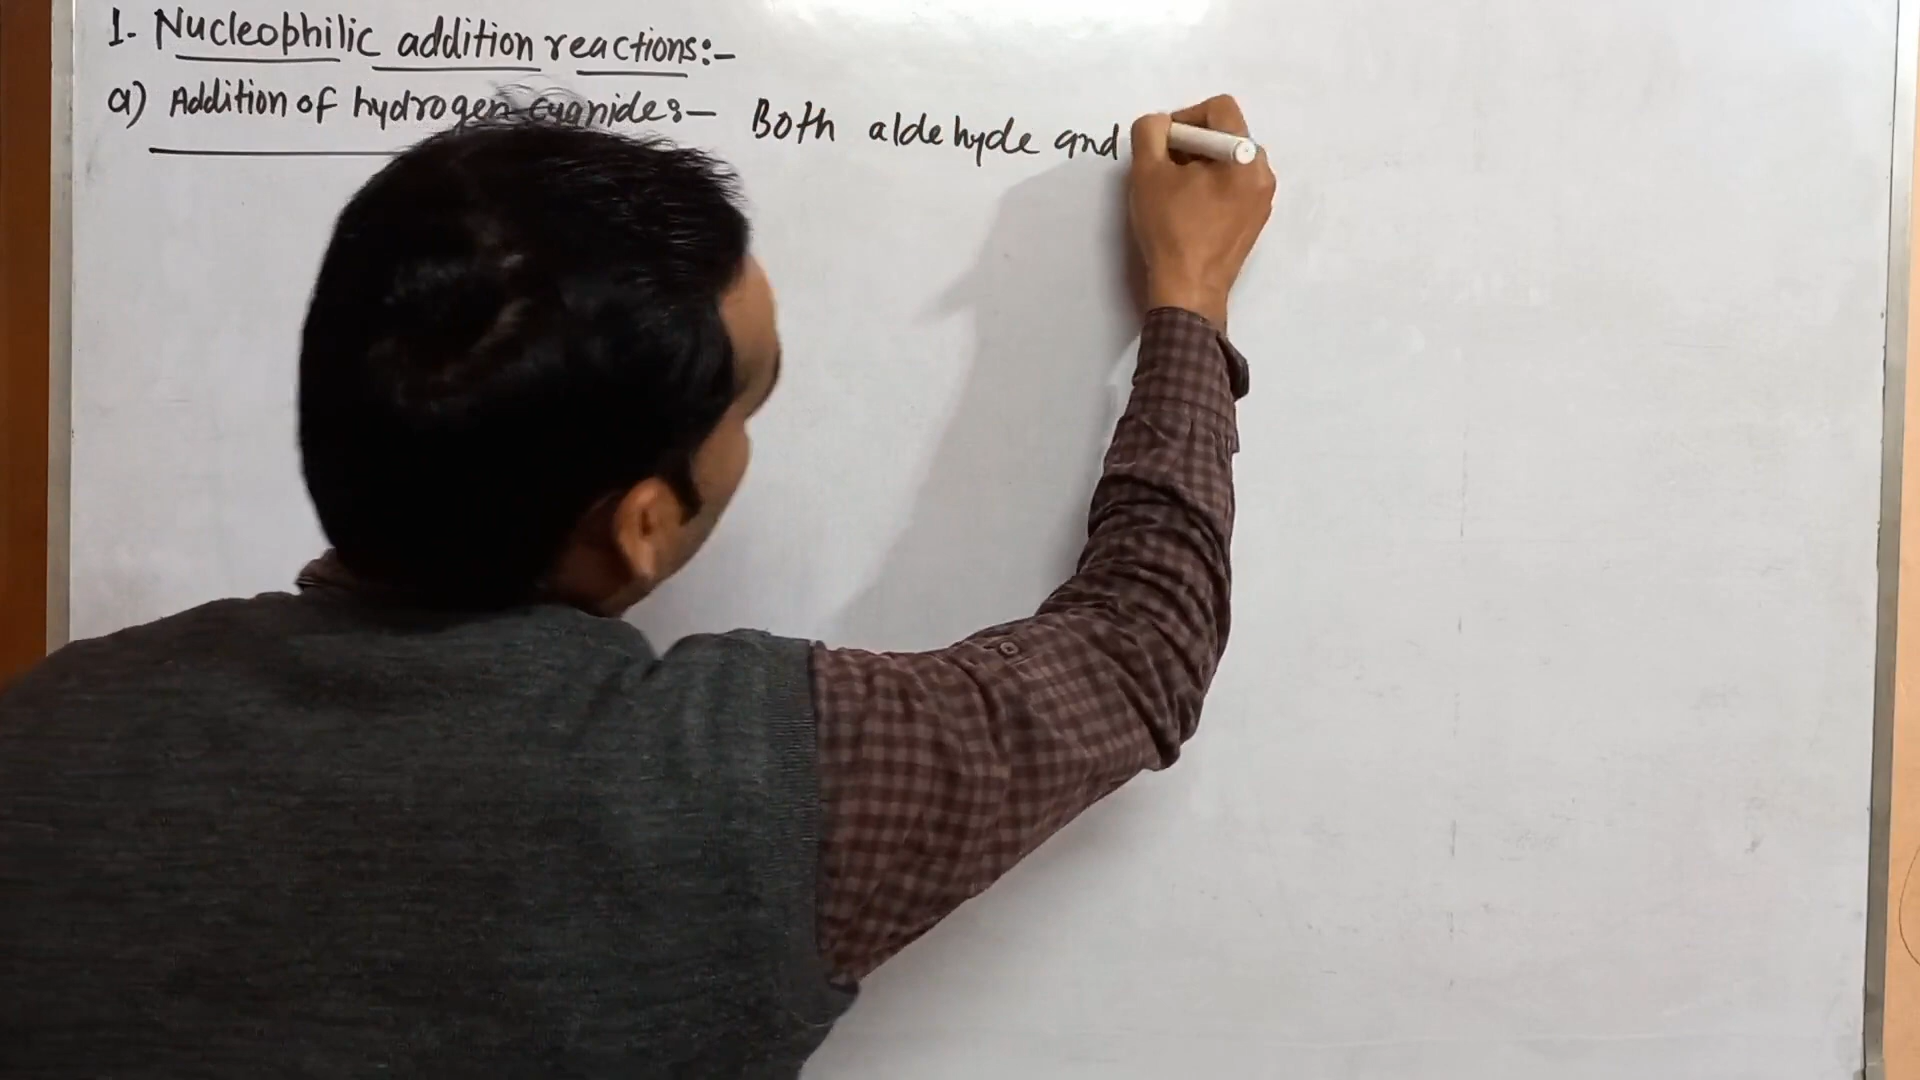 1. Nucleophilic addition reactions:-
a) Addition of hydrogen cyanide:- Both aldehyde and